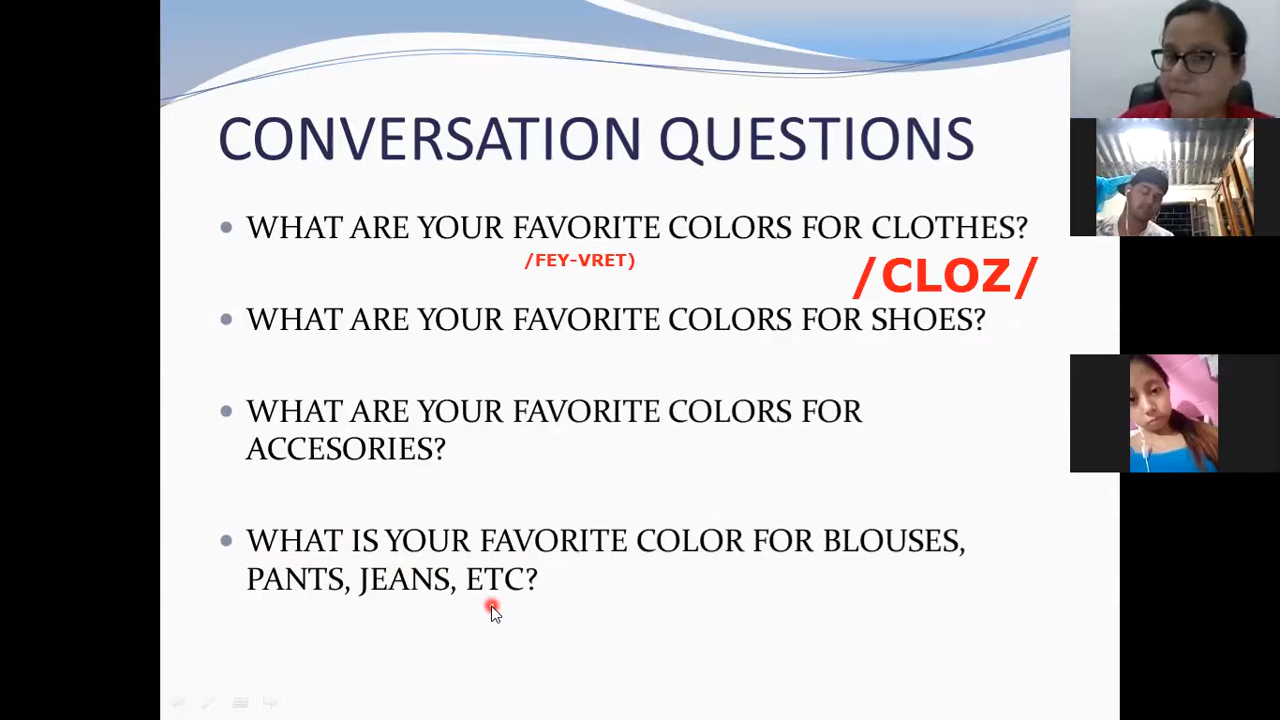 CONVERSATION QUESTIONS
• WHAT ARE YOUR FAVORITE COLORS FOR CLOTHES?
/FEY-VRET)
/CLOZ/
• WHAT ARE YOUR FAVORITE COLORS FOR SHOES?
• WHAT ARE YOUR FAVORITE COLORS FOR
ACCESORIES?
• WHAT IS YOUR FAVORITE COLOR FOR BLOUSES,
PANTS, JEANS, ETC?